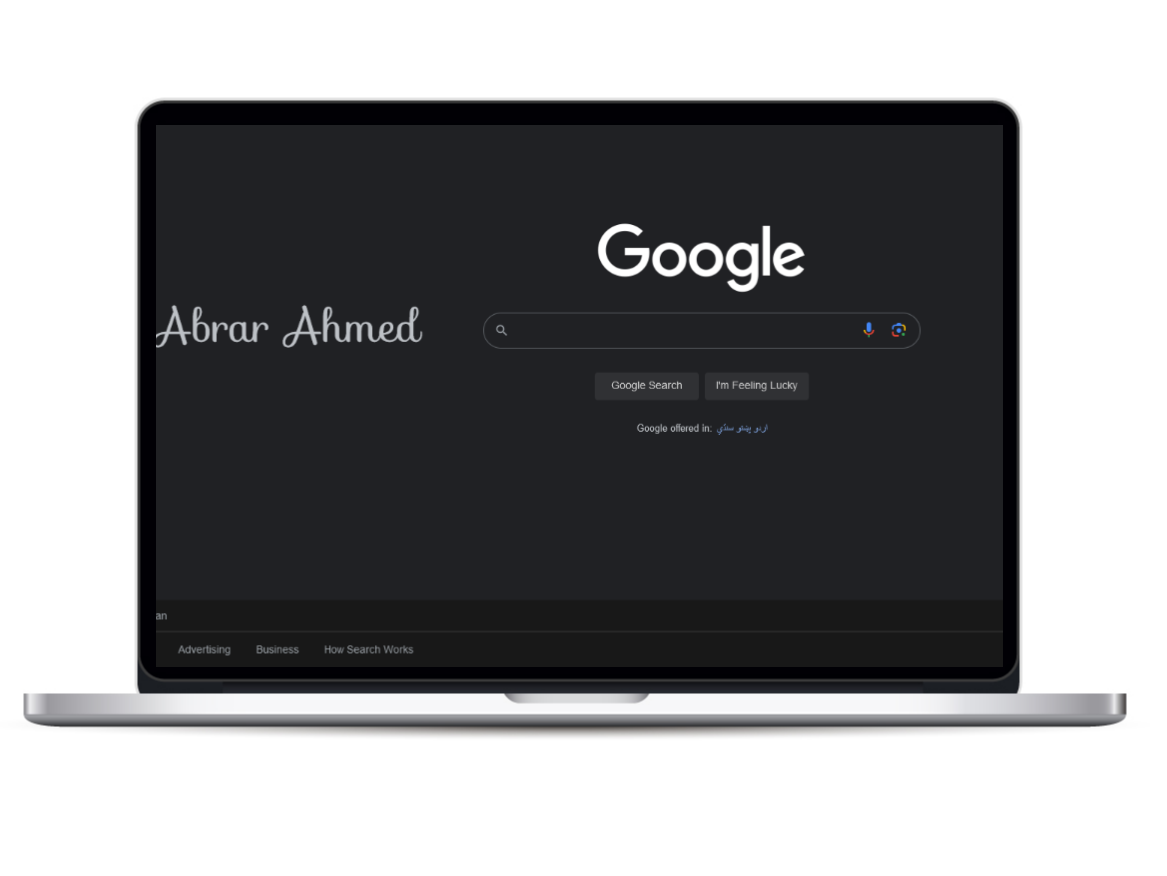 Google
Abrar Ahmed
Google Search
I'm Feeling Lucky
Google offered in: اردو پښتو سنڌي
an
Advertising
Business
How Search Works